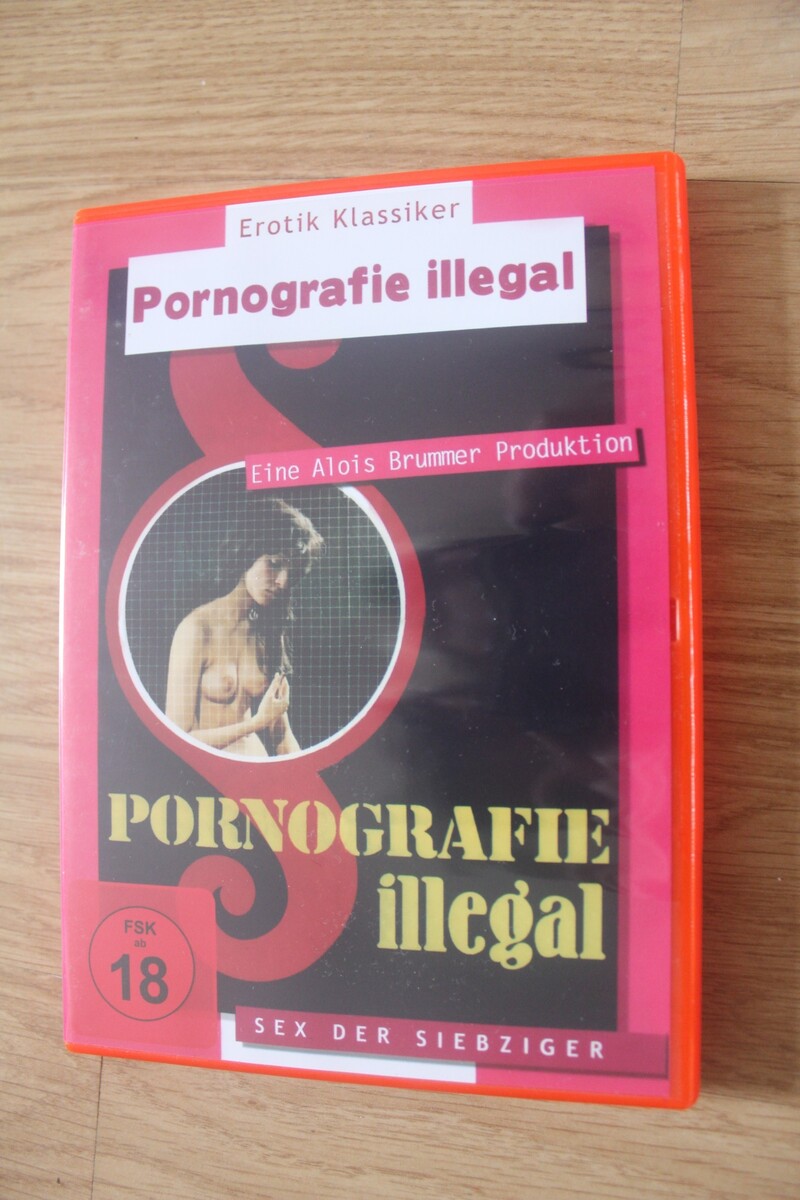 Erotik Klassiker
Pornografie illegal
Eine Alois Brummer Produktion
PORNOGRAFIE
illegal
FSK
ab
18
SEX DER SIEBZIGER